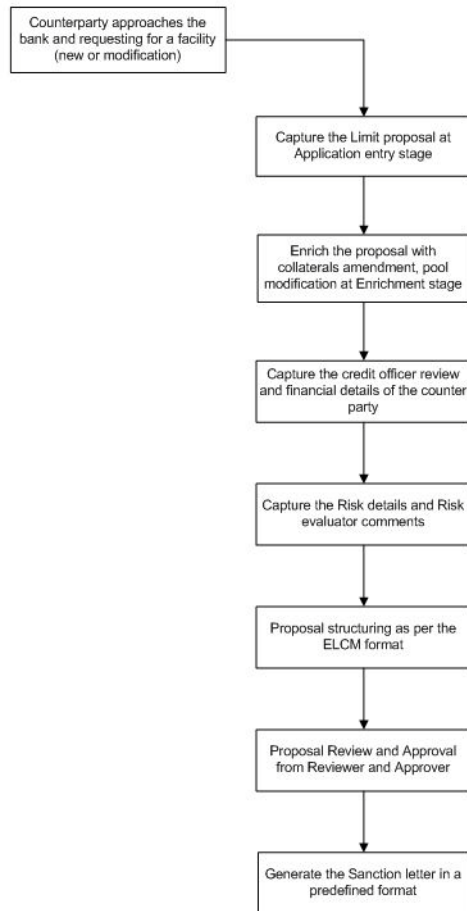 Counterparty approaches the
bank and requesting for a facility
(new or modification)
Capture the Limit proposal at
Application entry stage
Enrich the proposal with
collaterals amendment, pool
modification at Enrichment stage
Capture the credit officer review
and financial details of the counter
party
Capture the Risk details and Risk
evaluator comments
Proposal structuring as per the
ELCM format
Proposal Review and Approval
from Reviewer and Approver
Generate the Sanction letter in a
predefined format